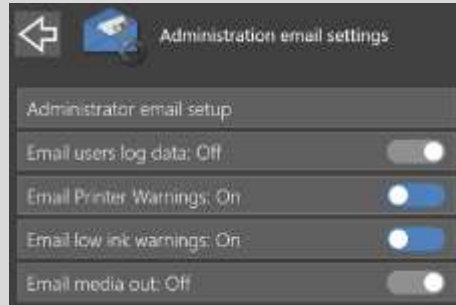 Administration email settings
Administrator email setup
Email users log data: Off
Email Printer Warnings: On
Email low ink warnings: On
Email media out: Off